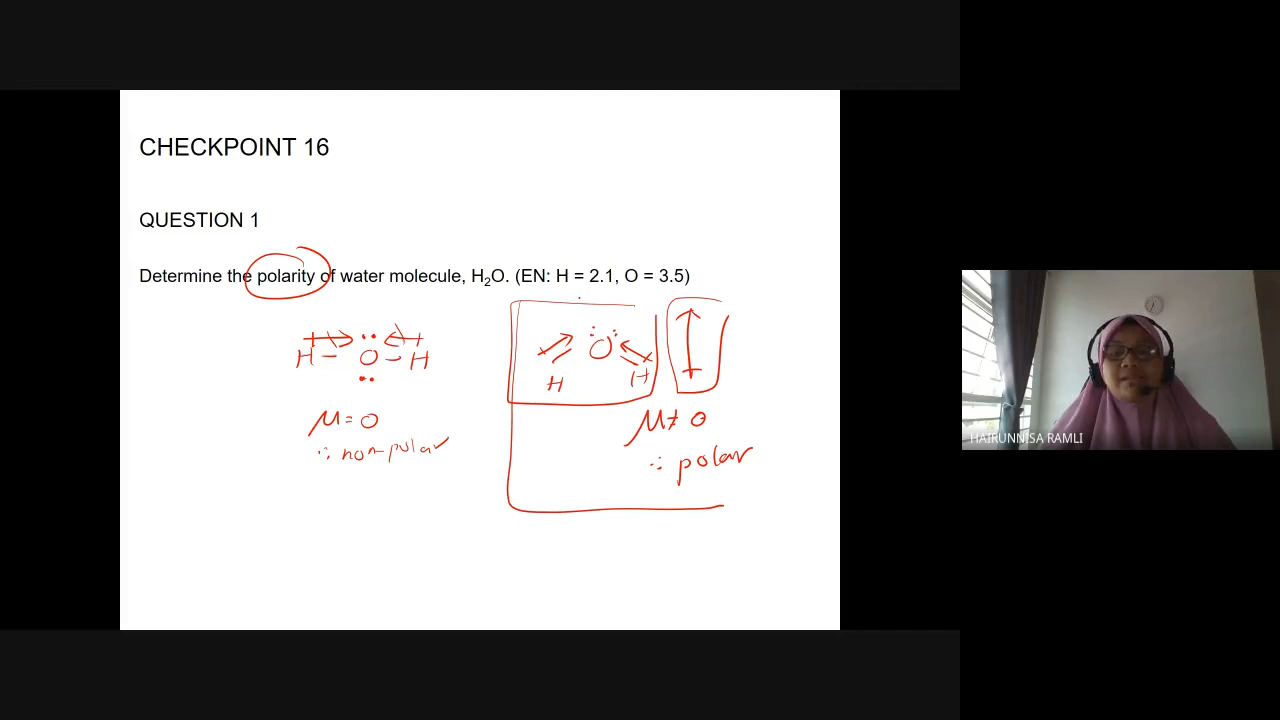 CHECKPOINT 16
QUESTION 1
Determine the polarity of water molecule, H₂O. (EN: H = 2.1, O = 3.5)
H – O – H
O
H H
μ = 0
∴ non-polar
μ ≠ 0
∴ polar
HAIRUNNISA RAMLI